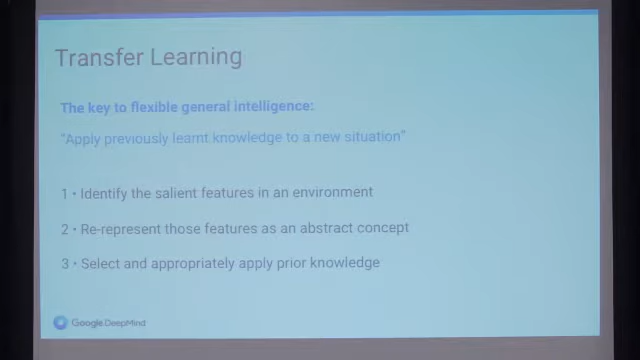 Transfer Learning
The key to flexible general intelligence:
"Apply previously learnt knowledge to a new situation"
1 • Identify the salient features in an environment
2 • Re-represent those features as an abstract concept
3 • Select and appropriately apply prior knowledge
Google DeepMind